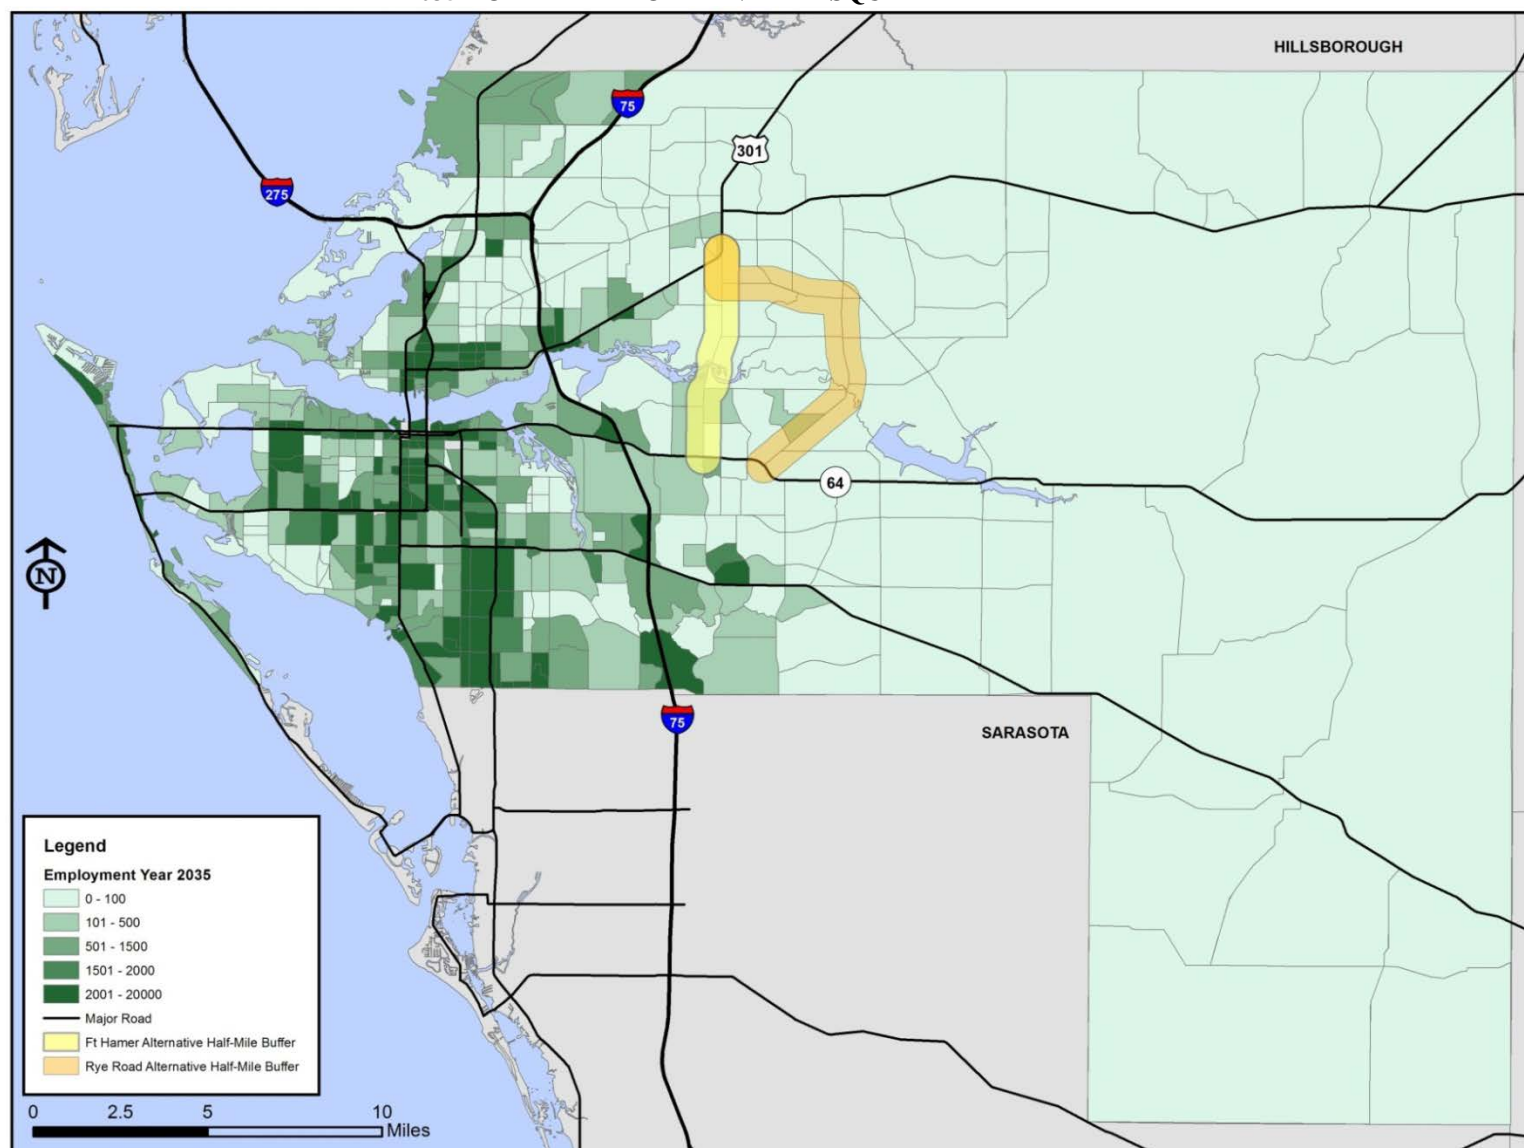 HILLSBOROUGH
75
301
275
64
N
75
SARASOTA
Legend
Employment Year 2035
0 - 100
101 - 500
501 - 1500
1501 - 2000
2001 - 20000
Major Road
Ft Hamer Alternative Half-Mile Buffer
Rye Road Alternative Half-Mile Buffer
0 2.5 5 10
Miles